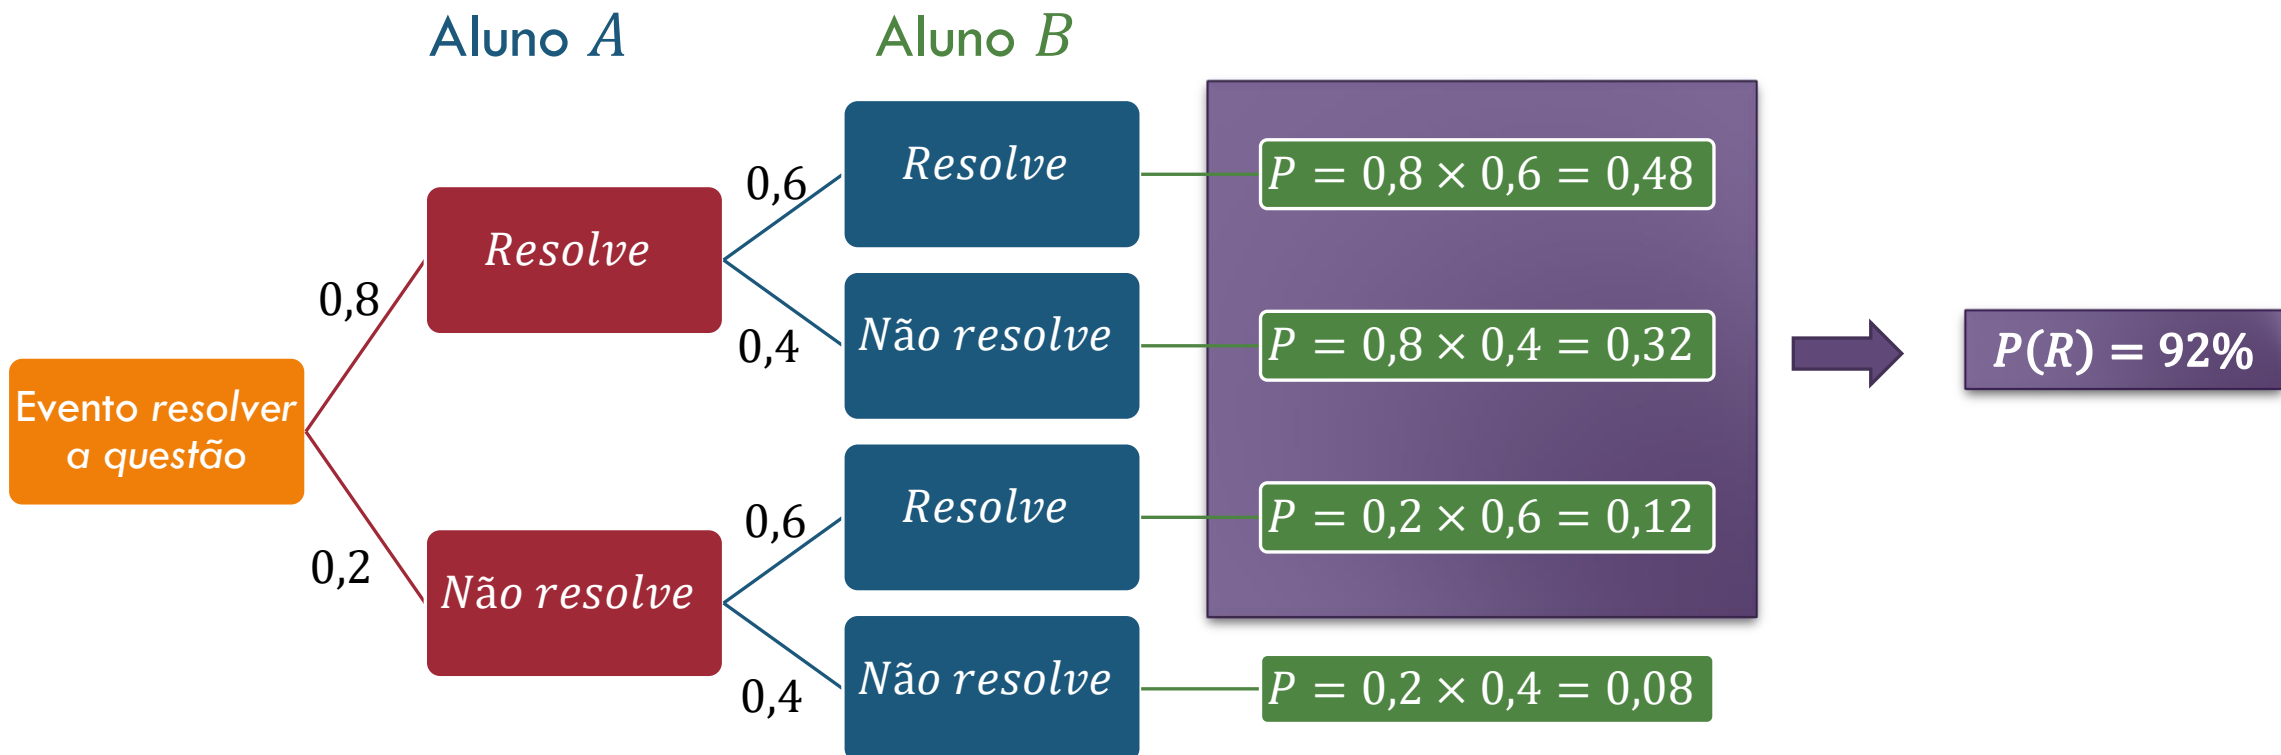 Aluno A
Aluno B
Evento resolver
a questão
0,8
0,2
Resolve
Não resolve
0,6
0,4
0,6
0,4
Resolve
Não resolve
Resolve
Não resolve
P = 0,8 × 0,6 = 0,48
P = 0,8 × 0,4 = 0,32
P = 0,2 × 0,6 = 0,12
P = 0,2 × 0,4 = 0,08
P(R) = 92%